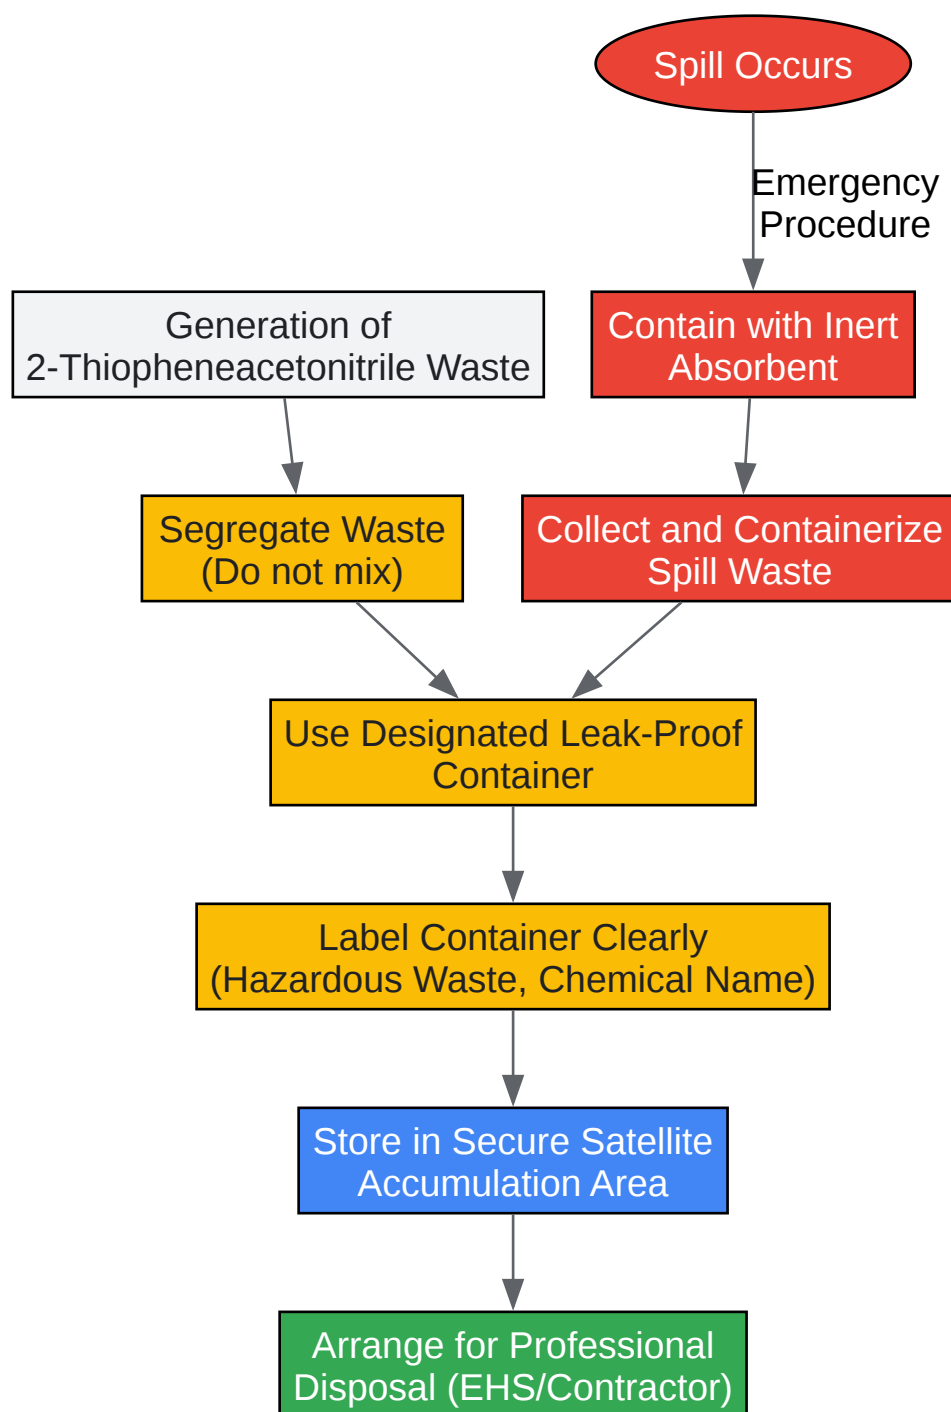 Spill Occurs
Emergency
Procedure
Generation of
2-Thiopheneacetonitrile Waste
Contain with Inert
Absorbent
Segregate Waste
(Do not mix)
Collect and Containerize
Spill Waste
Use Designated Leak-Proof
Container
Label Container Clearly
(Hazardous Waste, Chemical Name)
Store in Secure Satellite
Accumulation Area
Arrange for Professional
Disposal (EHS/Contractor)